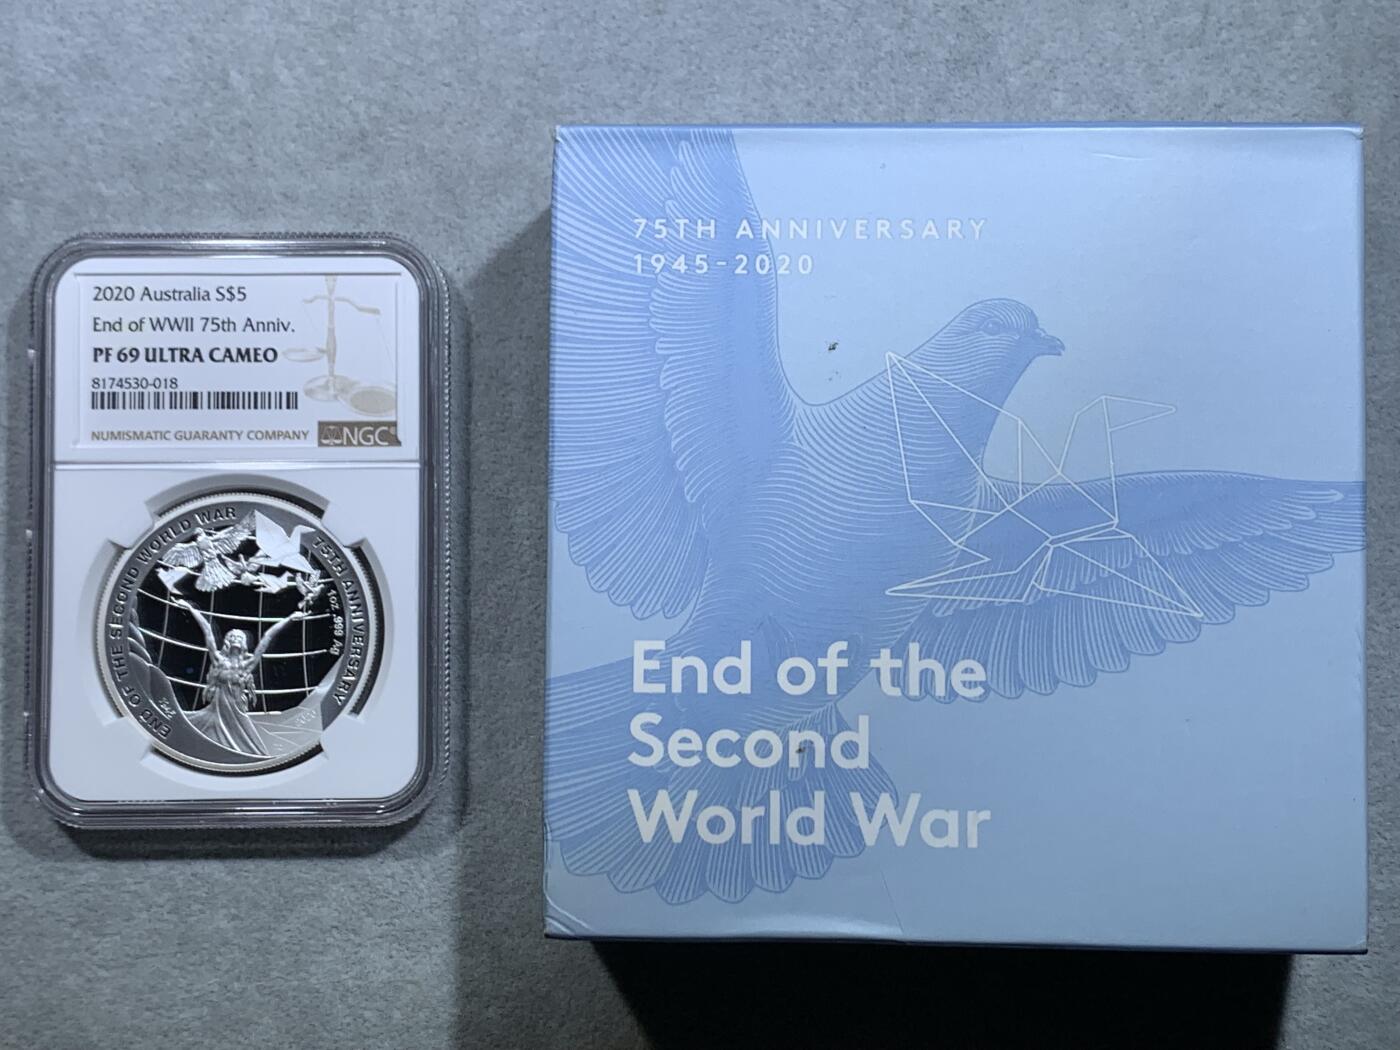 2020 Australia S$5
End of WWII 75th Anniv.
PF 69 ULTRA CAMEO
8174530-018
NUMISMATIC GUARANTY COMPANY
NGC
END OF THE SECOND WORLD WAR
75TH ANNIVERSARY
1oz. 999 Ag
2020
75TH ANNIVERSARY
1945-2020
End of the
Second
World War